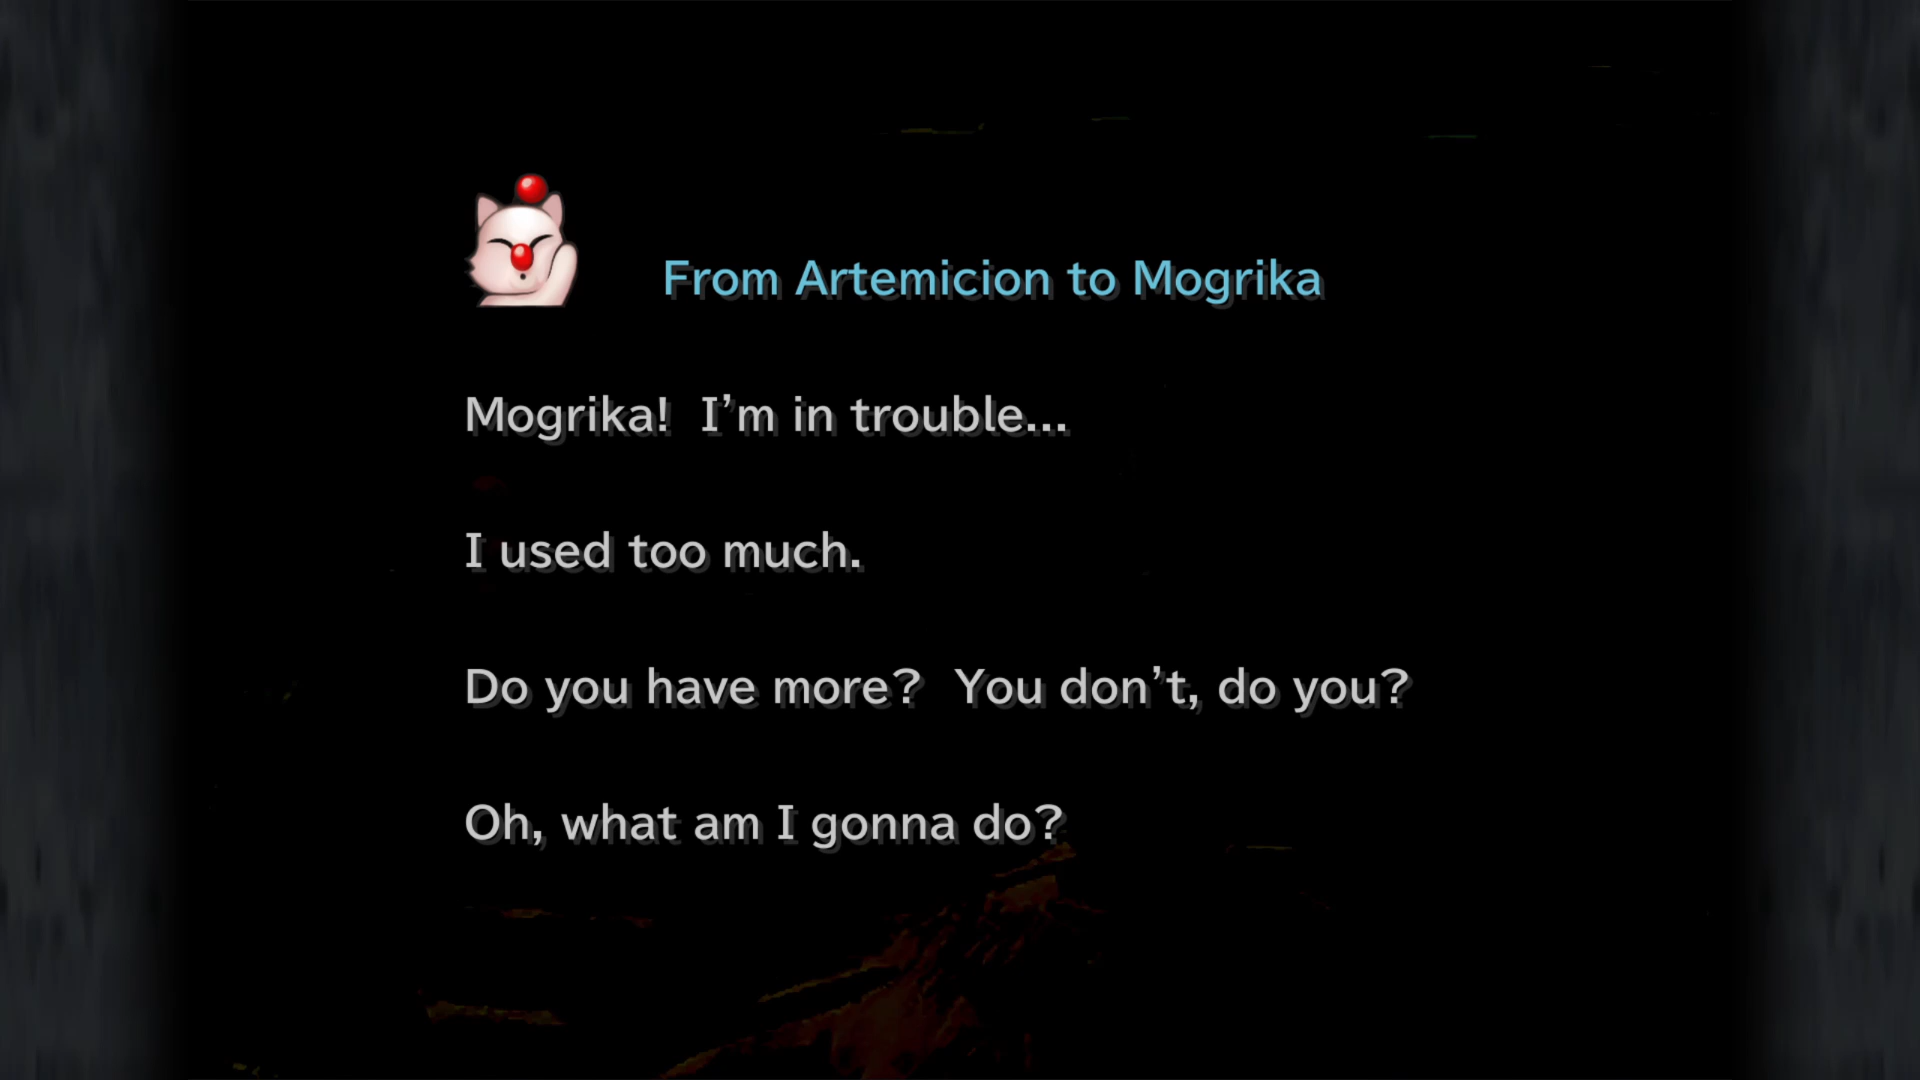 From Artemicion to Mogrika
Mogrika!  I’m in trouble...
I used too much.
Do you have more?  You don’t, do you?
Oh, what am I gonna do?